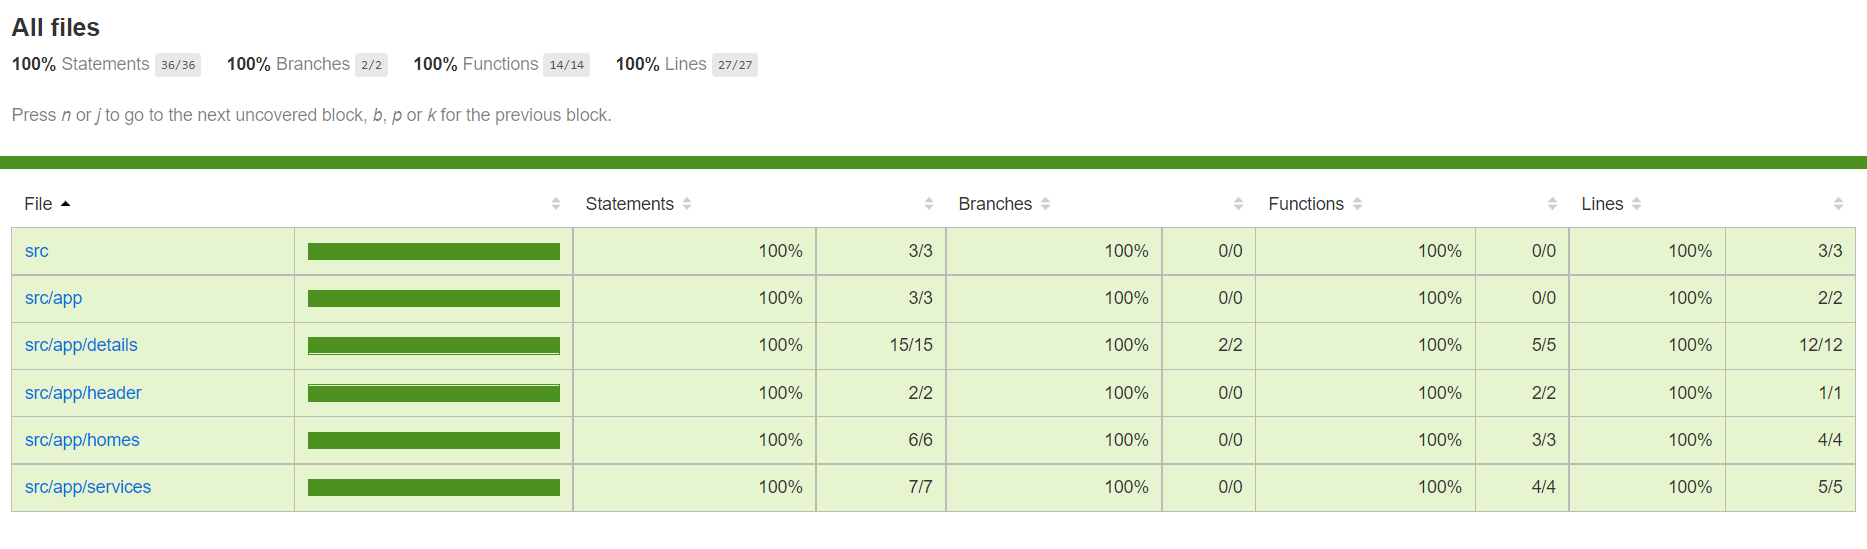 All files
100% Statements 36/36 100% Branches 2/2 100% Functions 14/14 100% Lines 27/27
Press n or j to go to the next uncovered block, b, p or k for the previous block.
File Statements Branches Functions Lines
src 100% 3/3 100% 0/0 100% 0/0 100% 3/3
src/app 100% 3/3 100% 0/0 100% 0/0 100% 2/2
src/app/details 100% 15/15 100% 2/2 100% 5/5 100% 12/12
src/app/header 100% 2/2 100% 0/0 100% 2/2 100% 1/1
src/app/homes 100% 6/6 100% 0/0 100% 3/3 100% 4/4
src/app/services 100% 7/7 100% 0/0 100% 4/4 100% 5/5